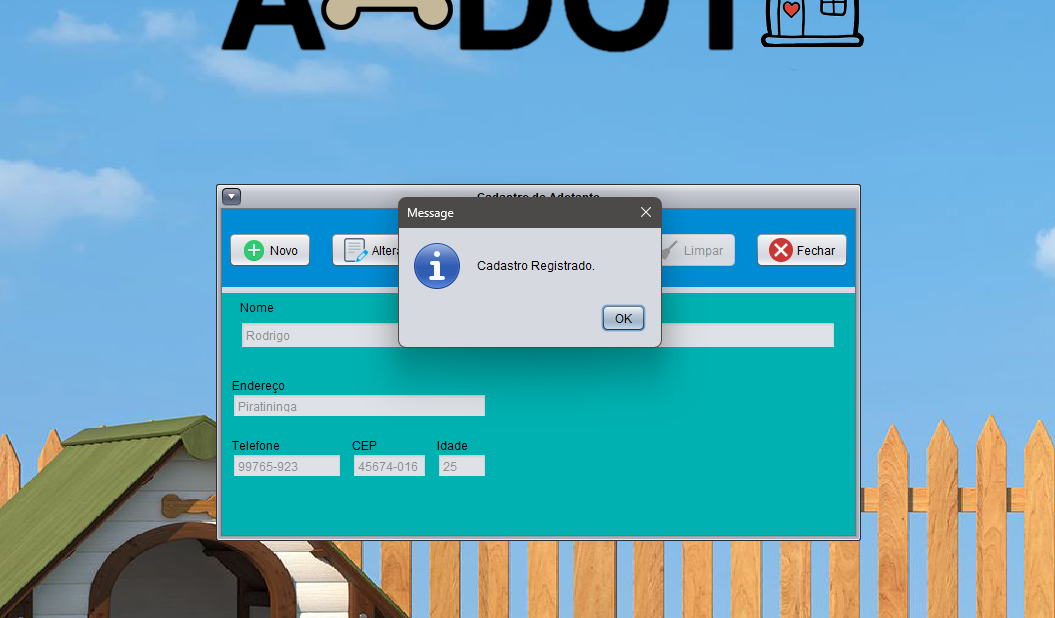 A DOT
Cadastro de Adotante
Message
Novo
Altera
Limpar
Fechar
Cadastro Registrado.
OK
Nome
Rodrigo
Endereço
Piratininga
Telefone
CEP
Idade
99765-923
45674-016
25